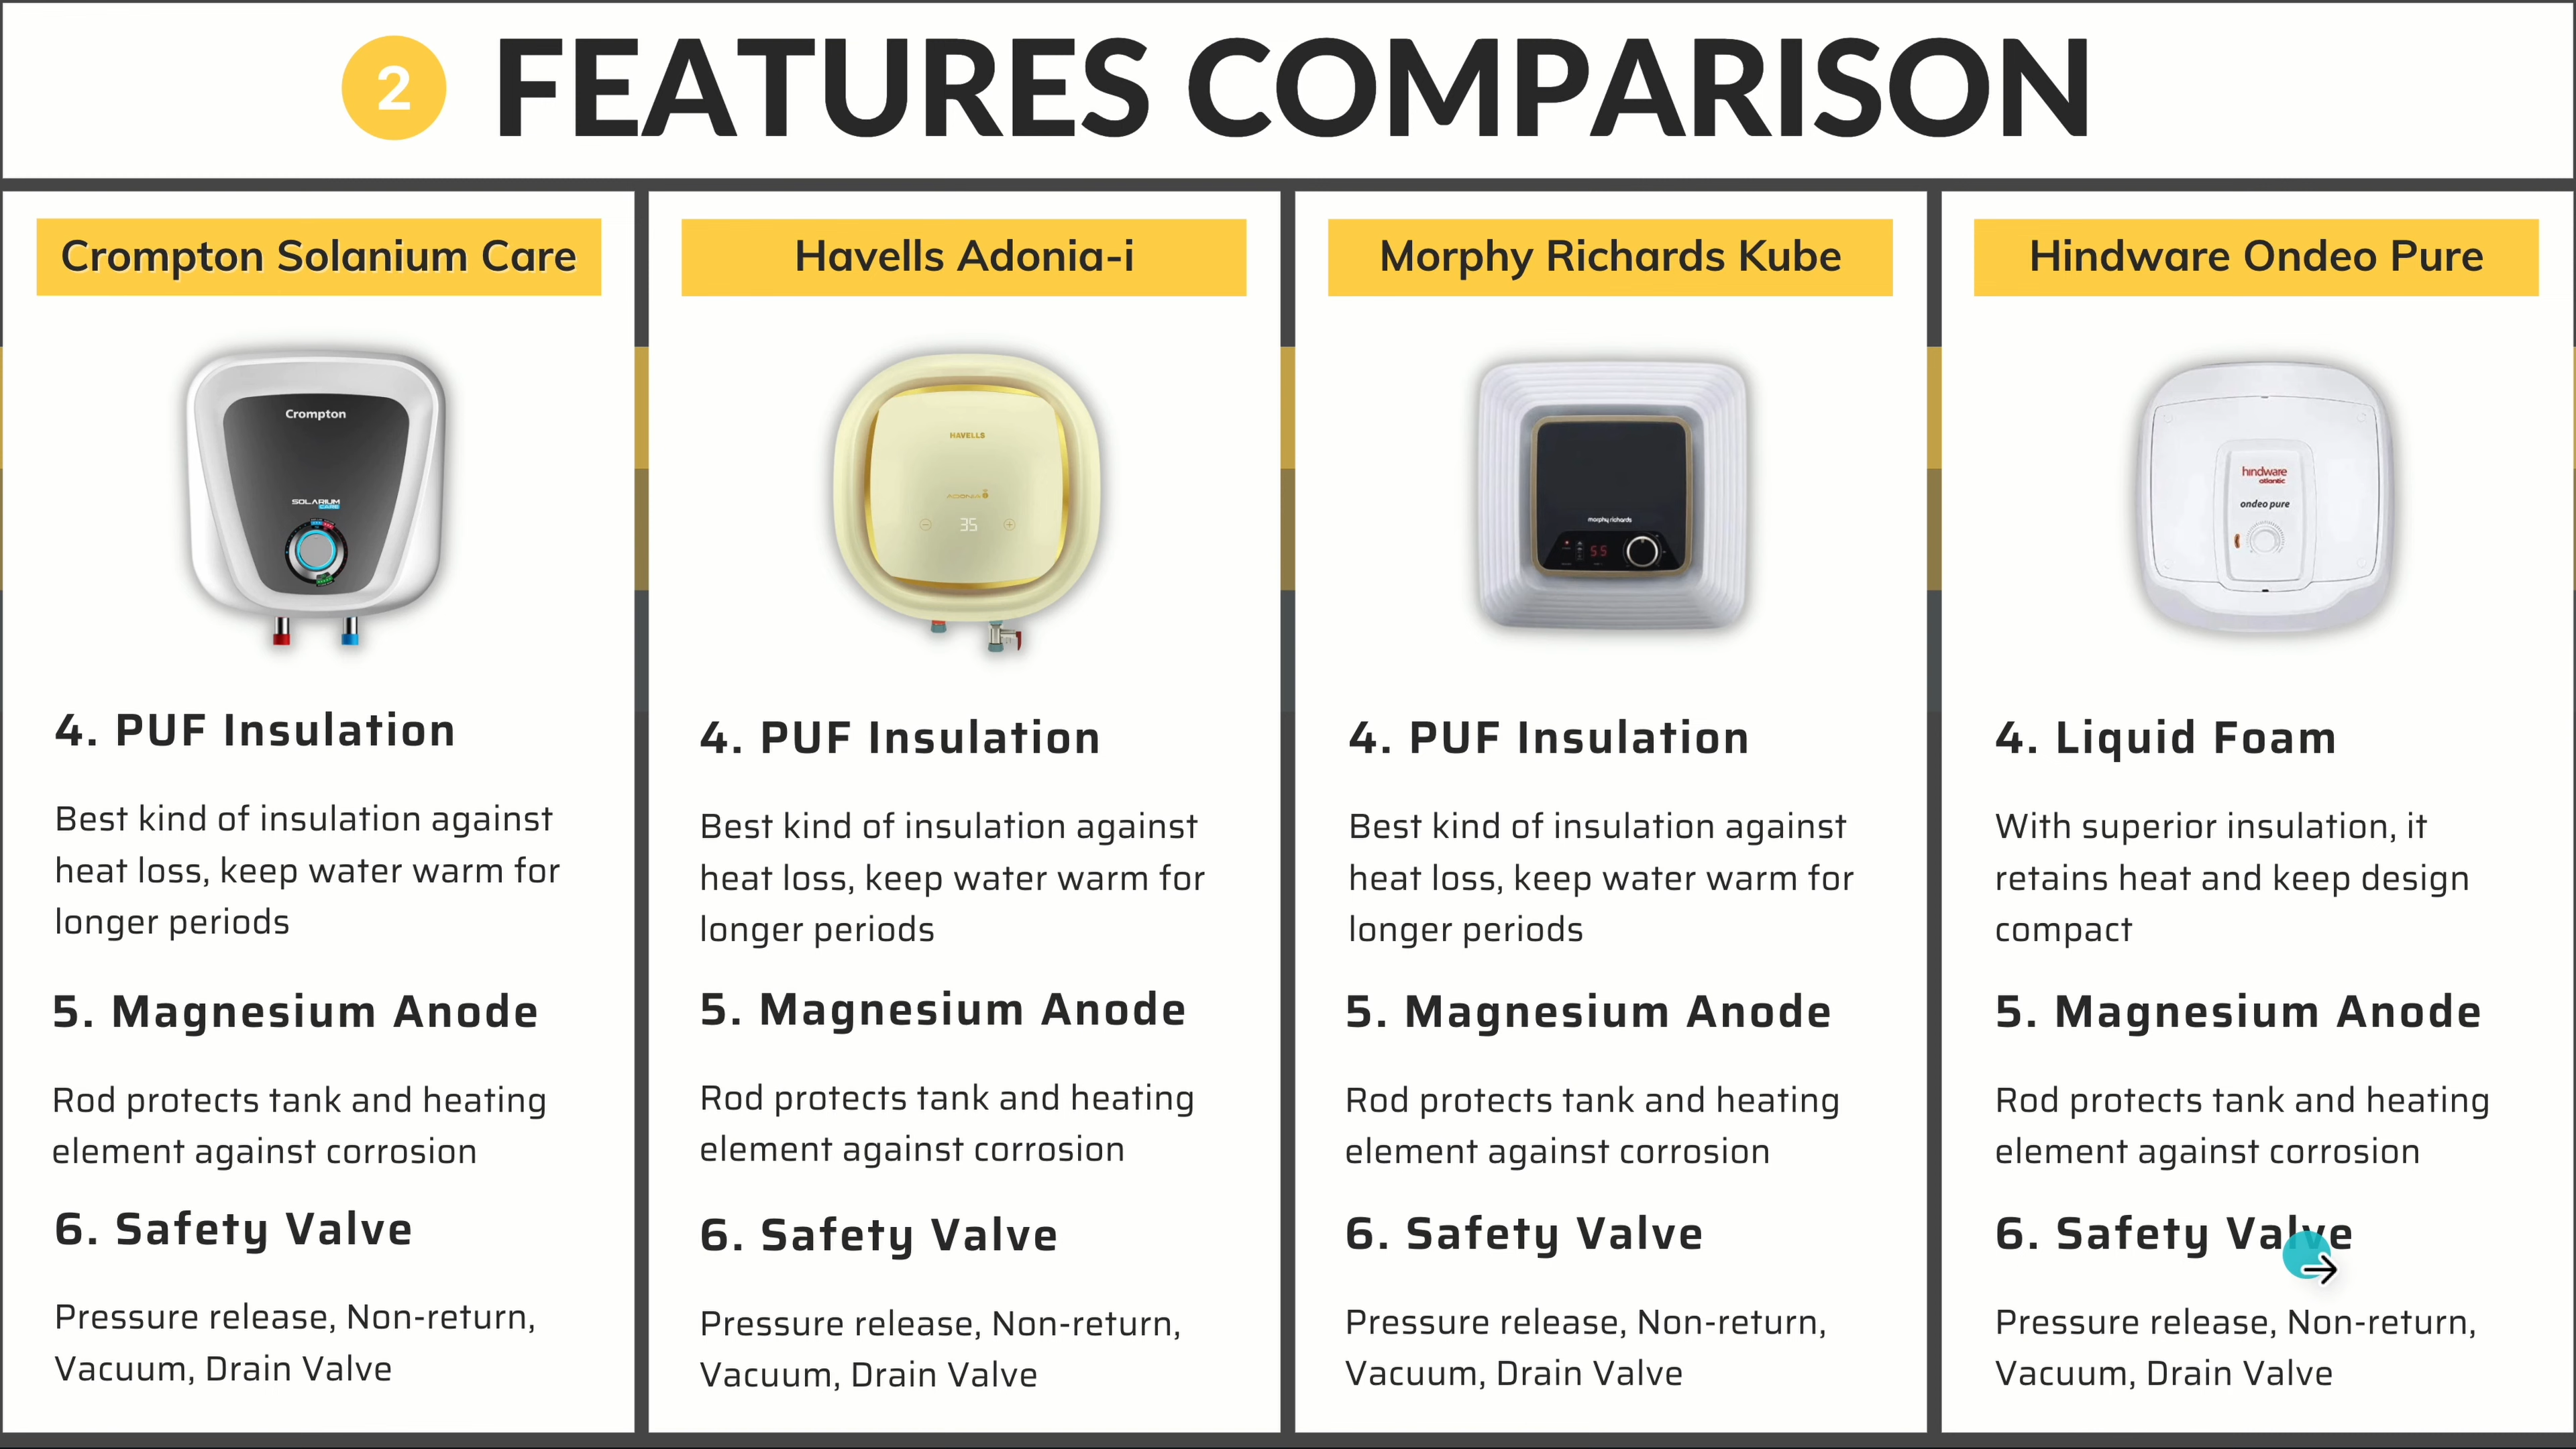 2 FEATURES COMPARISON
Crompton Solanium Care
Crompton
SOLARIUM
CARE
4. PUF Insulation
Best kind of insulation against
heat loss, keep water warm for
longer periods
5. Magnesium Anode
Rod protects tank and heating
element against corrosion
6. Safety Valve
Pressure release, Non-return,
Vacuum, Drain Valve
Havells Adonia-i
HAVELLS
ADONIA
35
4. PUF Insulation
Best kind of insulation against
heat loss, keep water warm for
longer periods
5. Magnesium Anode
Rod protects tank and heating
element against corrosion
6. Safety Valve
Pressure release, Non-return,
Vacuum, Drain Valve
Morphy Richards Kube
morphy richards
55
4. PUF Insulation
Best kind of insulation against
heat loss, keep water warm for
longer periods
5. Magnesium Anode
Rod protects tank and heating
element against corrosion
6. Safety Valve
Pressure release, Non-return,
Vacuum, Drain Valve
Hindware Ondeo Pure
hindware
atlantic
ondeo pure
4. Liquid Foam
With superior insulation, it
retains heat and keep design
compact
5. Magnesium Anode
Rod protects tank and heating
element against corrosion
6. Safety Valve
Pressure release, Non-return,
Vacuum, Drain Valve